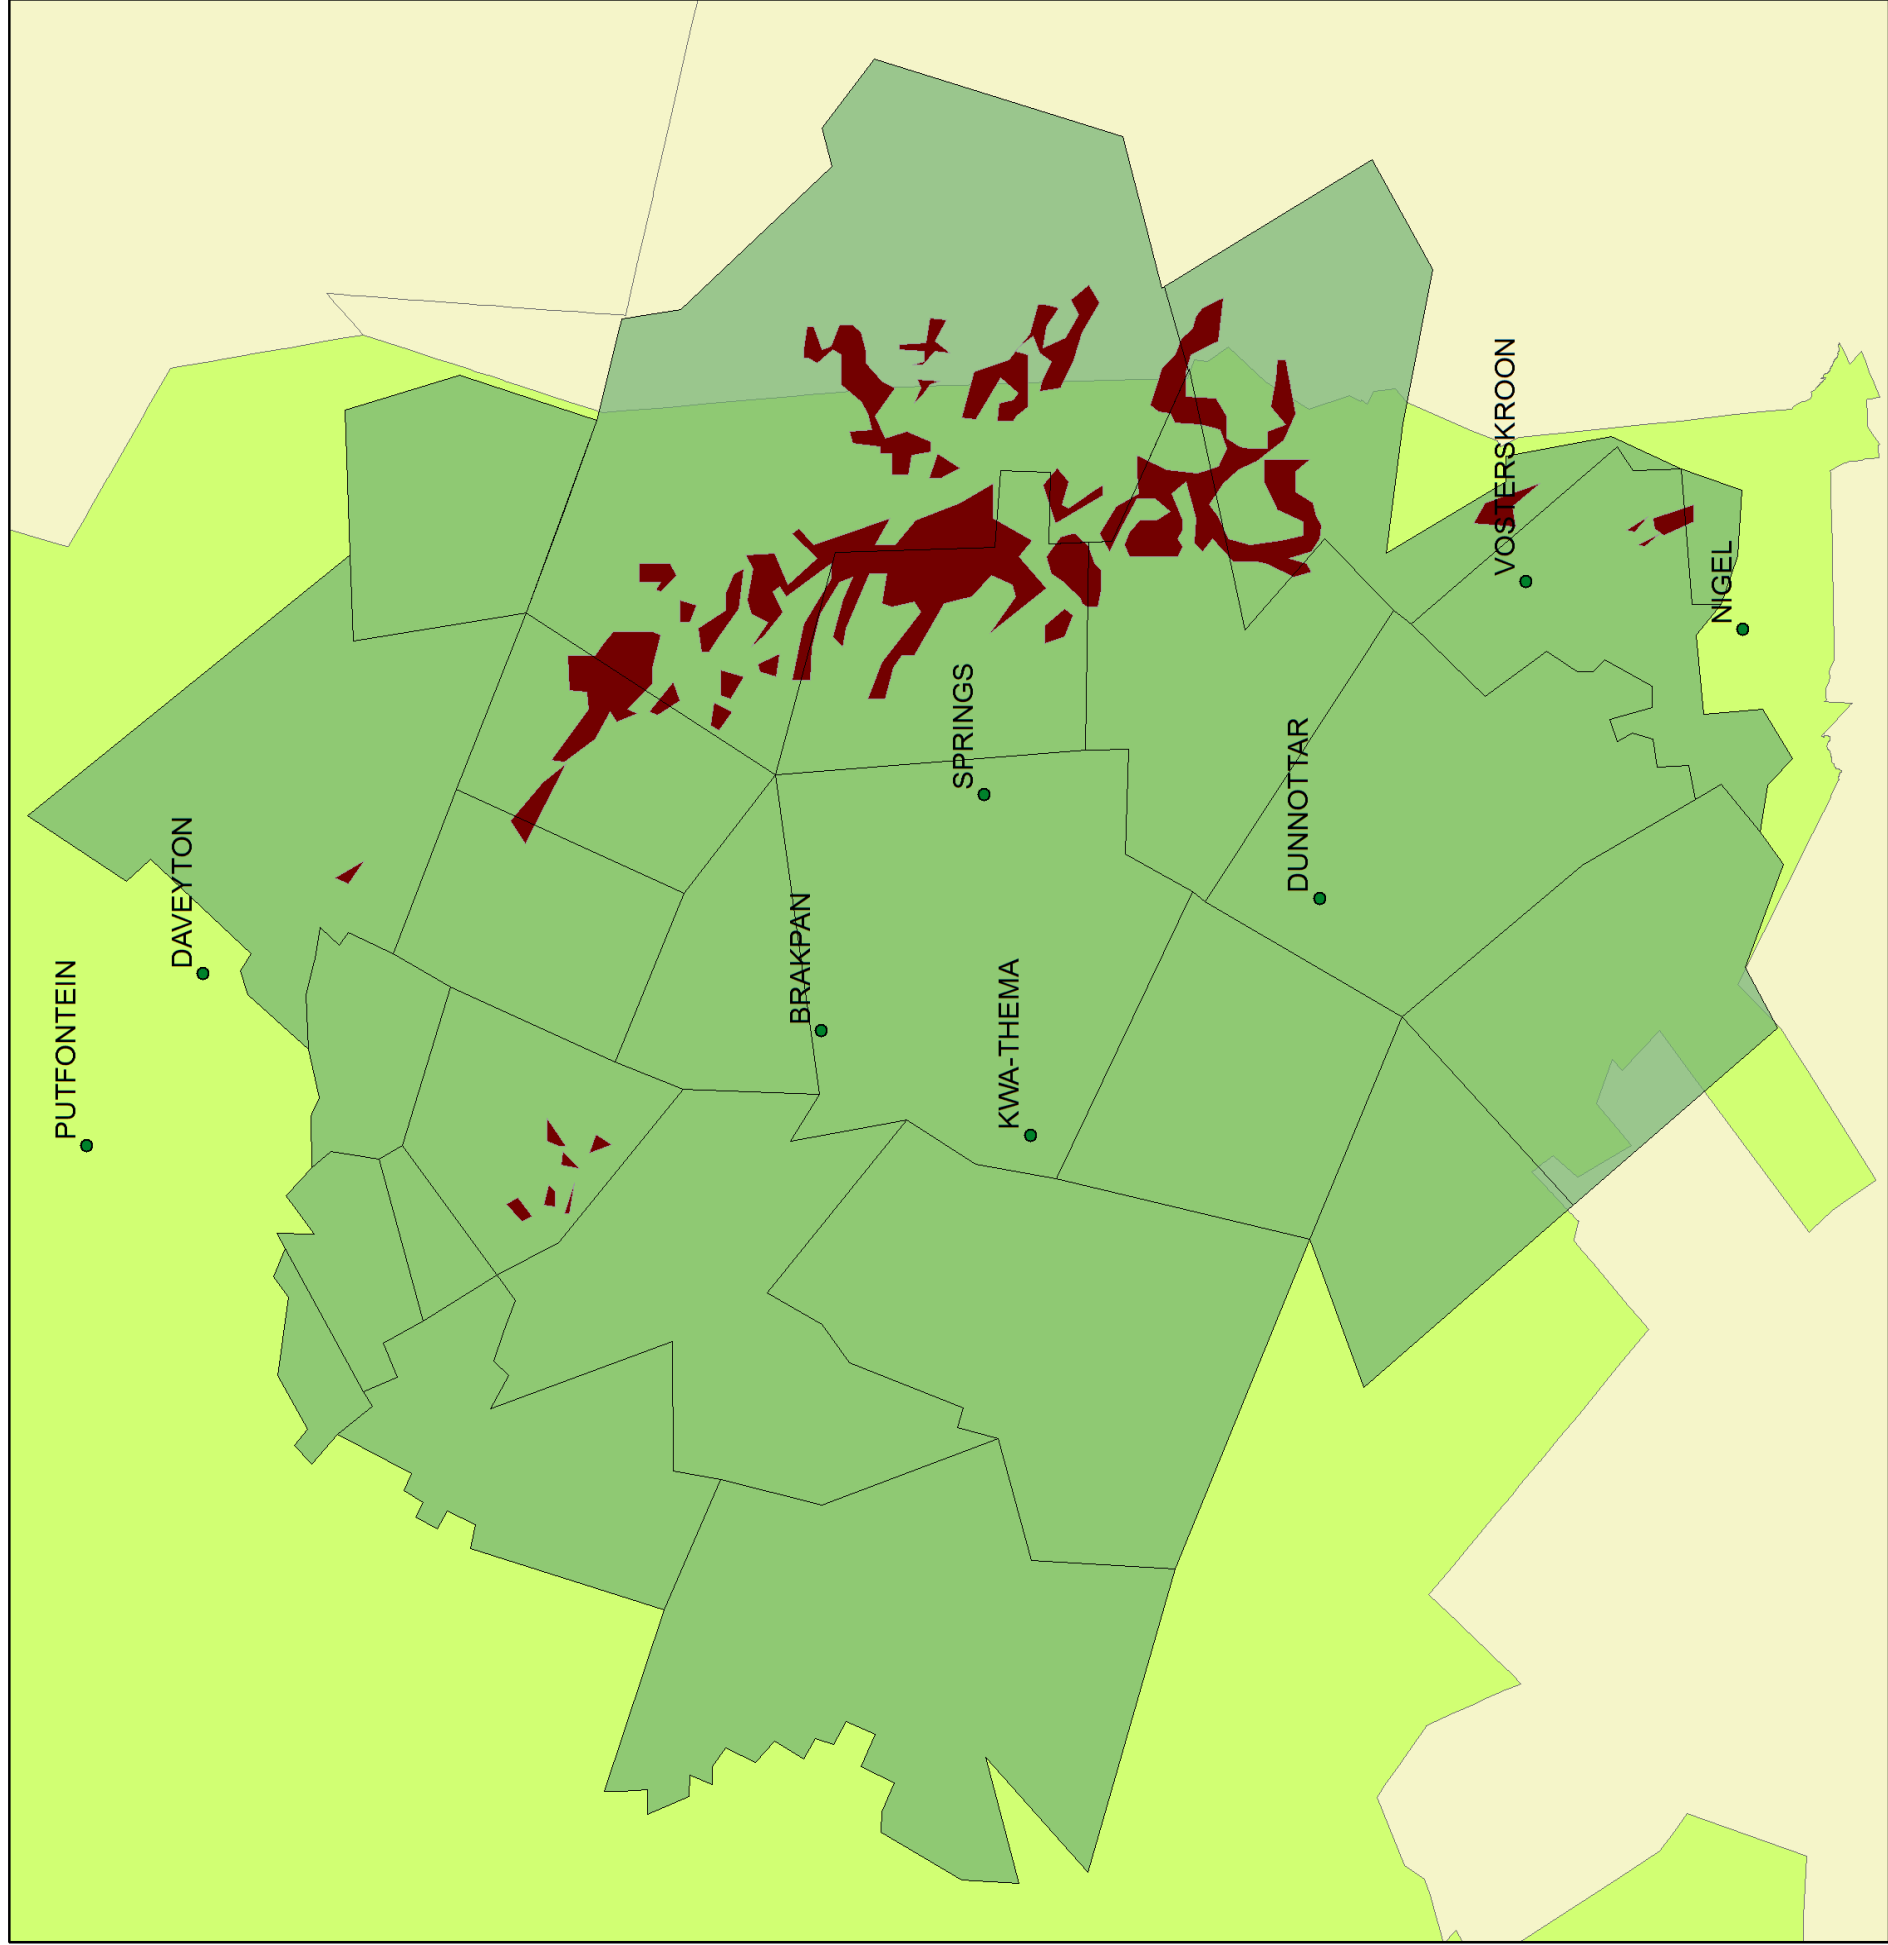 PUTFONTEIN
DAVEYTON
BRAKPAN
SPRINGS
KWA-THEMA
DUNNOTTAR
VOSTERSKROON
NIGEL